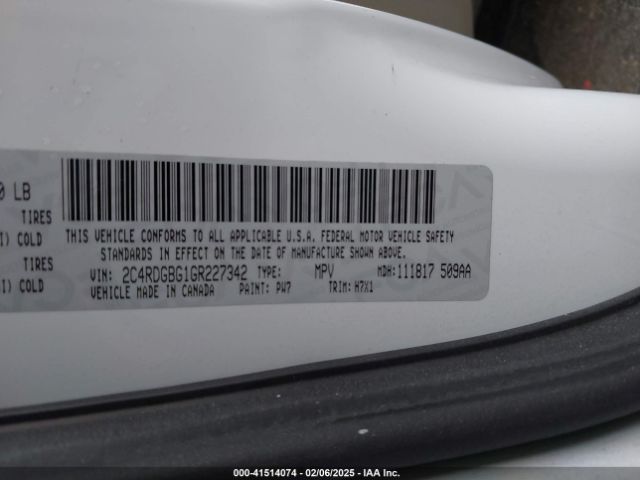 0 LB
TIRES
I) COLD
TIRES
I) COLD
THIS VEHICLE CONFORMS TO ALL APPLICABLE U.S.A. FEDERAL MOTOR VEHICLE SAFETY
STANDARDS IN EFFECT ON THE DATE OF MANUFACTURE SHOWN ABOVE.
VIN: 2C4RDGBG1GR227342 TYPE: MPV MDH:111817 509AA
VEHICLE MADE IN CANADA PAINT: PW7 TRIM: H7X1
000-41514074 — 02/06/2025 — IAA Inc.